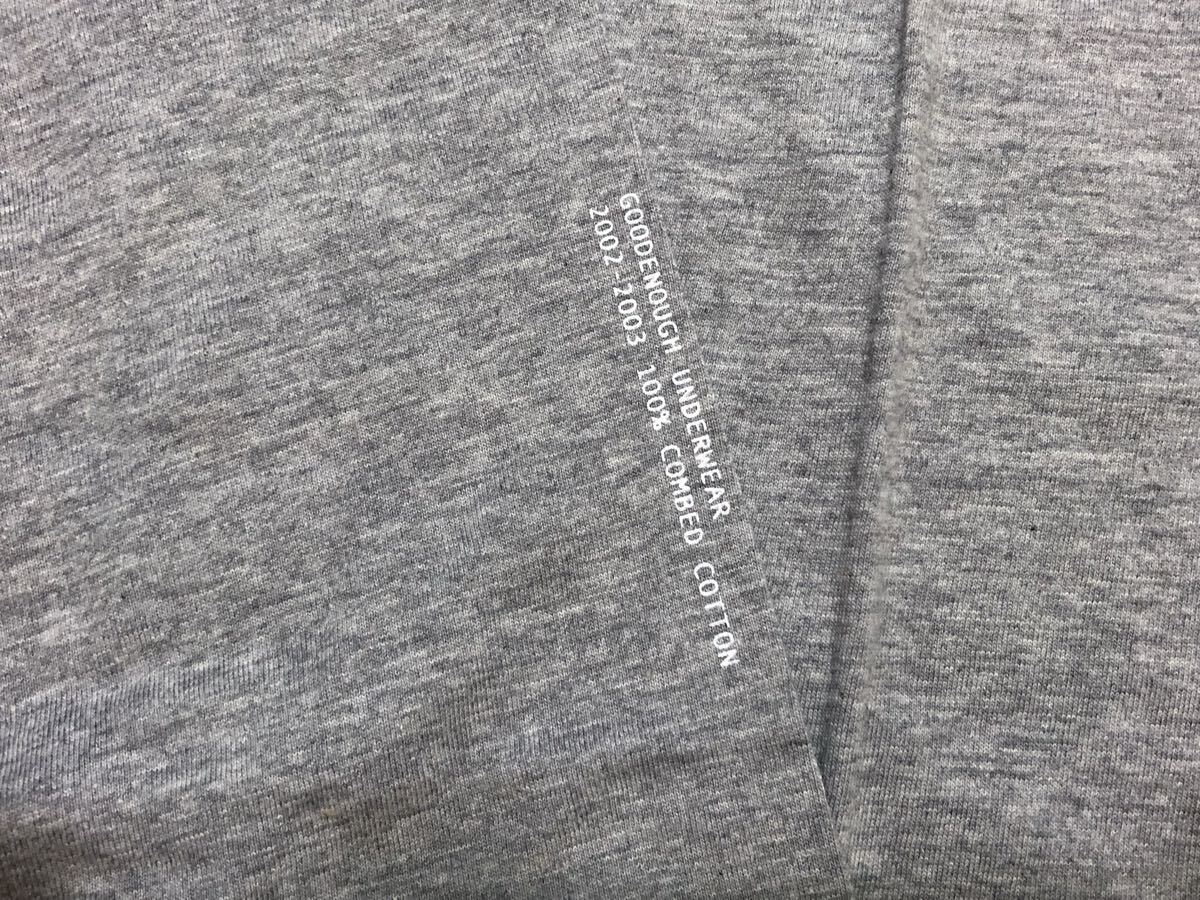 GOODENOUGH UNDERWEAR
2002-2003 100% COMBED COTTON